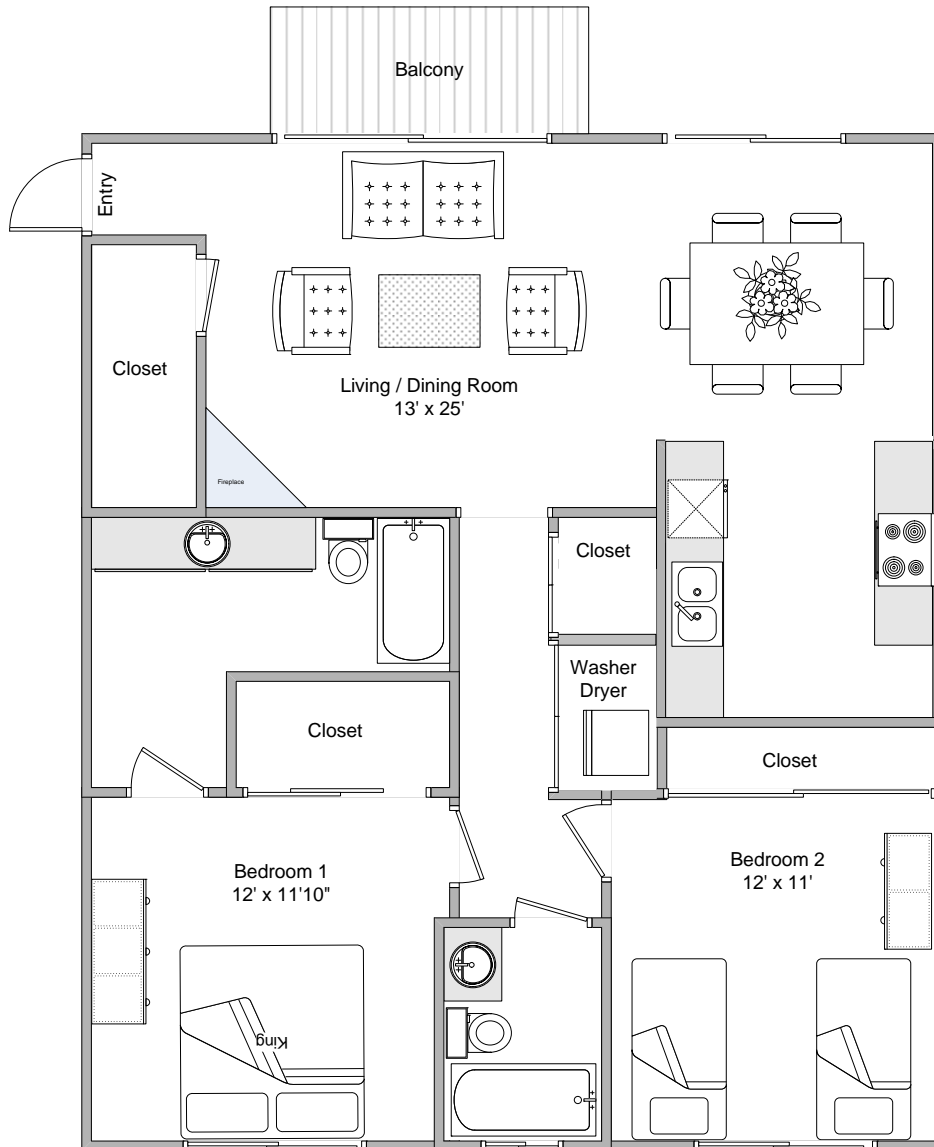 Balcony
Entry
Closet
Living / Dining Room
13' x 25'
Fireplace
Closet
Washer
Dryer
Closet
Closet
Bedroom 1
12' x 11'10"
Bedroom 2
12' x 11'
King